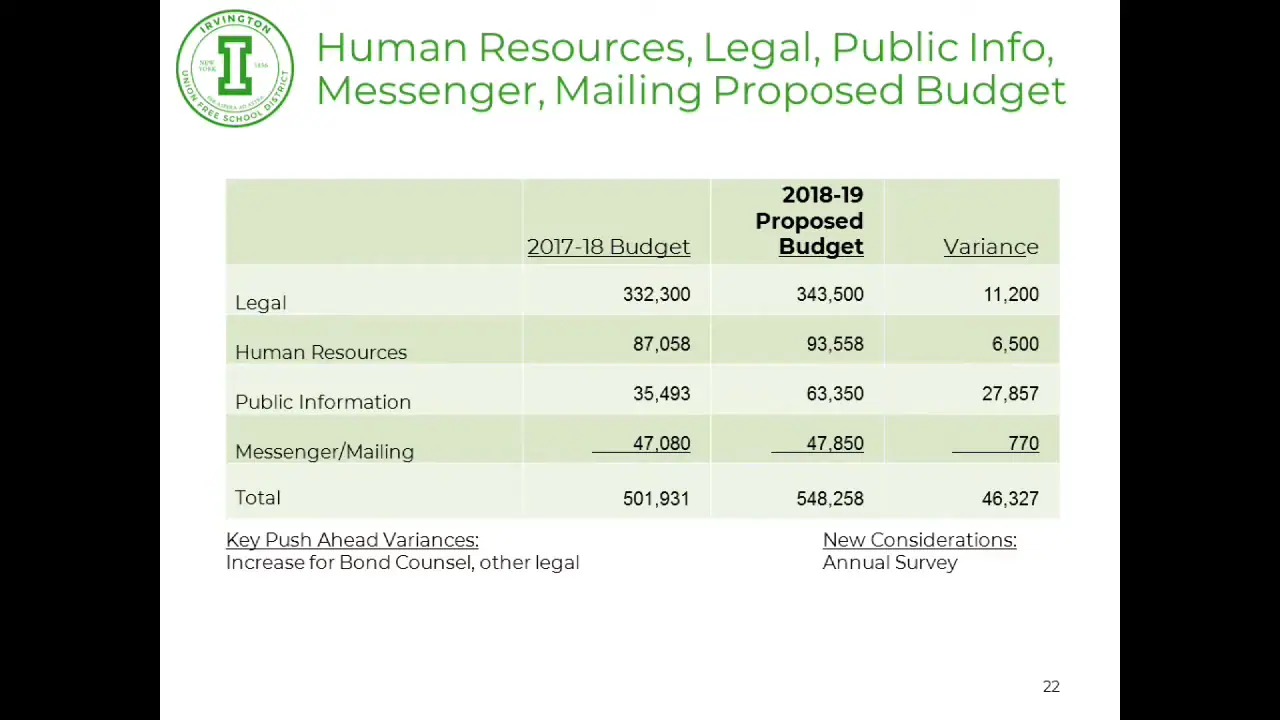 IRVINGTON
NEW YORK 1836
UNION FREE SCHOOL DISTRICT
Human Resources, Legal, Public Info,
Messenger, Mailing Proposed Budget
2017-18 Budget 2018-19 Proposed Budget Variance
Legal 332,300 343,500 11,200
Human Resources 87,058 93,558 6,500
Public Information 35,493 63,350 27,857
Messenger/Mailing 47,080 47,850 770
Total 501,931 548,258 46,327
Key Push Ahead Variances: New Considerations:
Increase for Bond Counsel, other legal Annual Survey
22